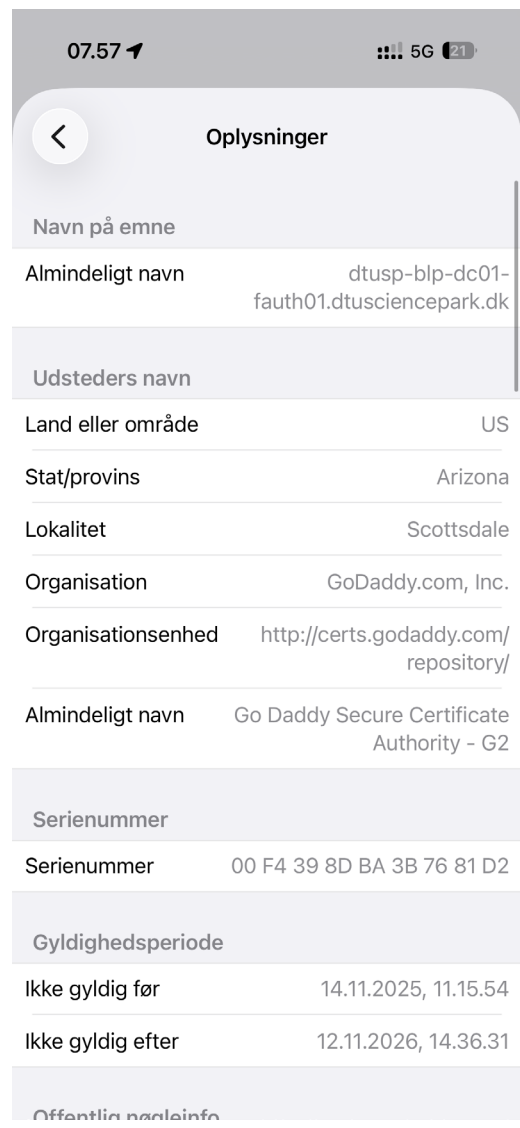 07.57 5G 21
Oplysninger
Navn på emne
Almindeligt navn dtusp-blp-dc01-
fauth01.dtusciencepark.dk
Udsteders navn
Land eller område US
Stat/provins Arizona
Lokalitet Scottsdale
Organisation GoDaddy.com, Inc.
Organisationsenhed http://certs.godaddy.com/
repository/
Almindeligt navn Go Daddy Secure Certificate
Authority - G2
Serienummer
Serienummer 00 F4 39 8D BA 3B 76 81 D2
Gyldighedsperiode
Ikke gyldig før 14.11.2025, 11.15.54
Ikke gyldig efter 12.11.2026, 14.36.31
Offentlig nøgleinfo